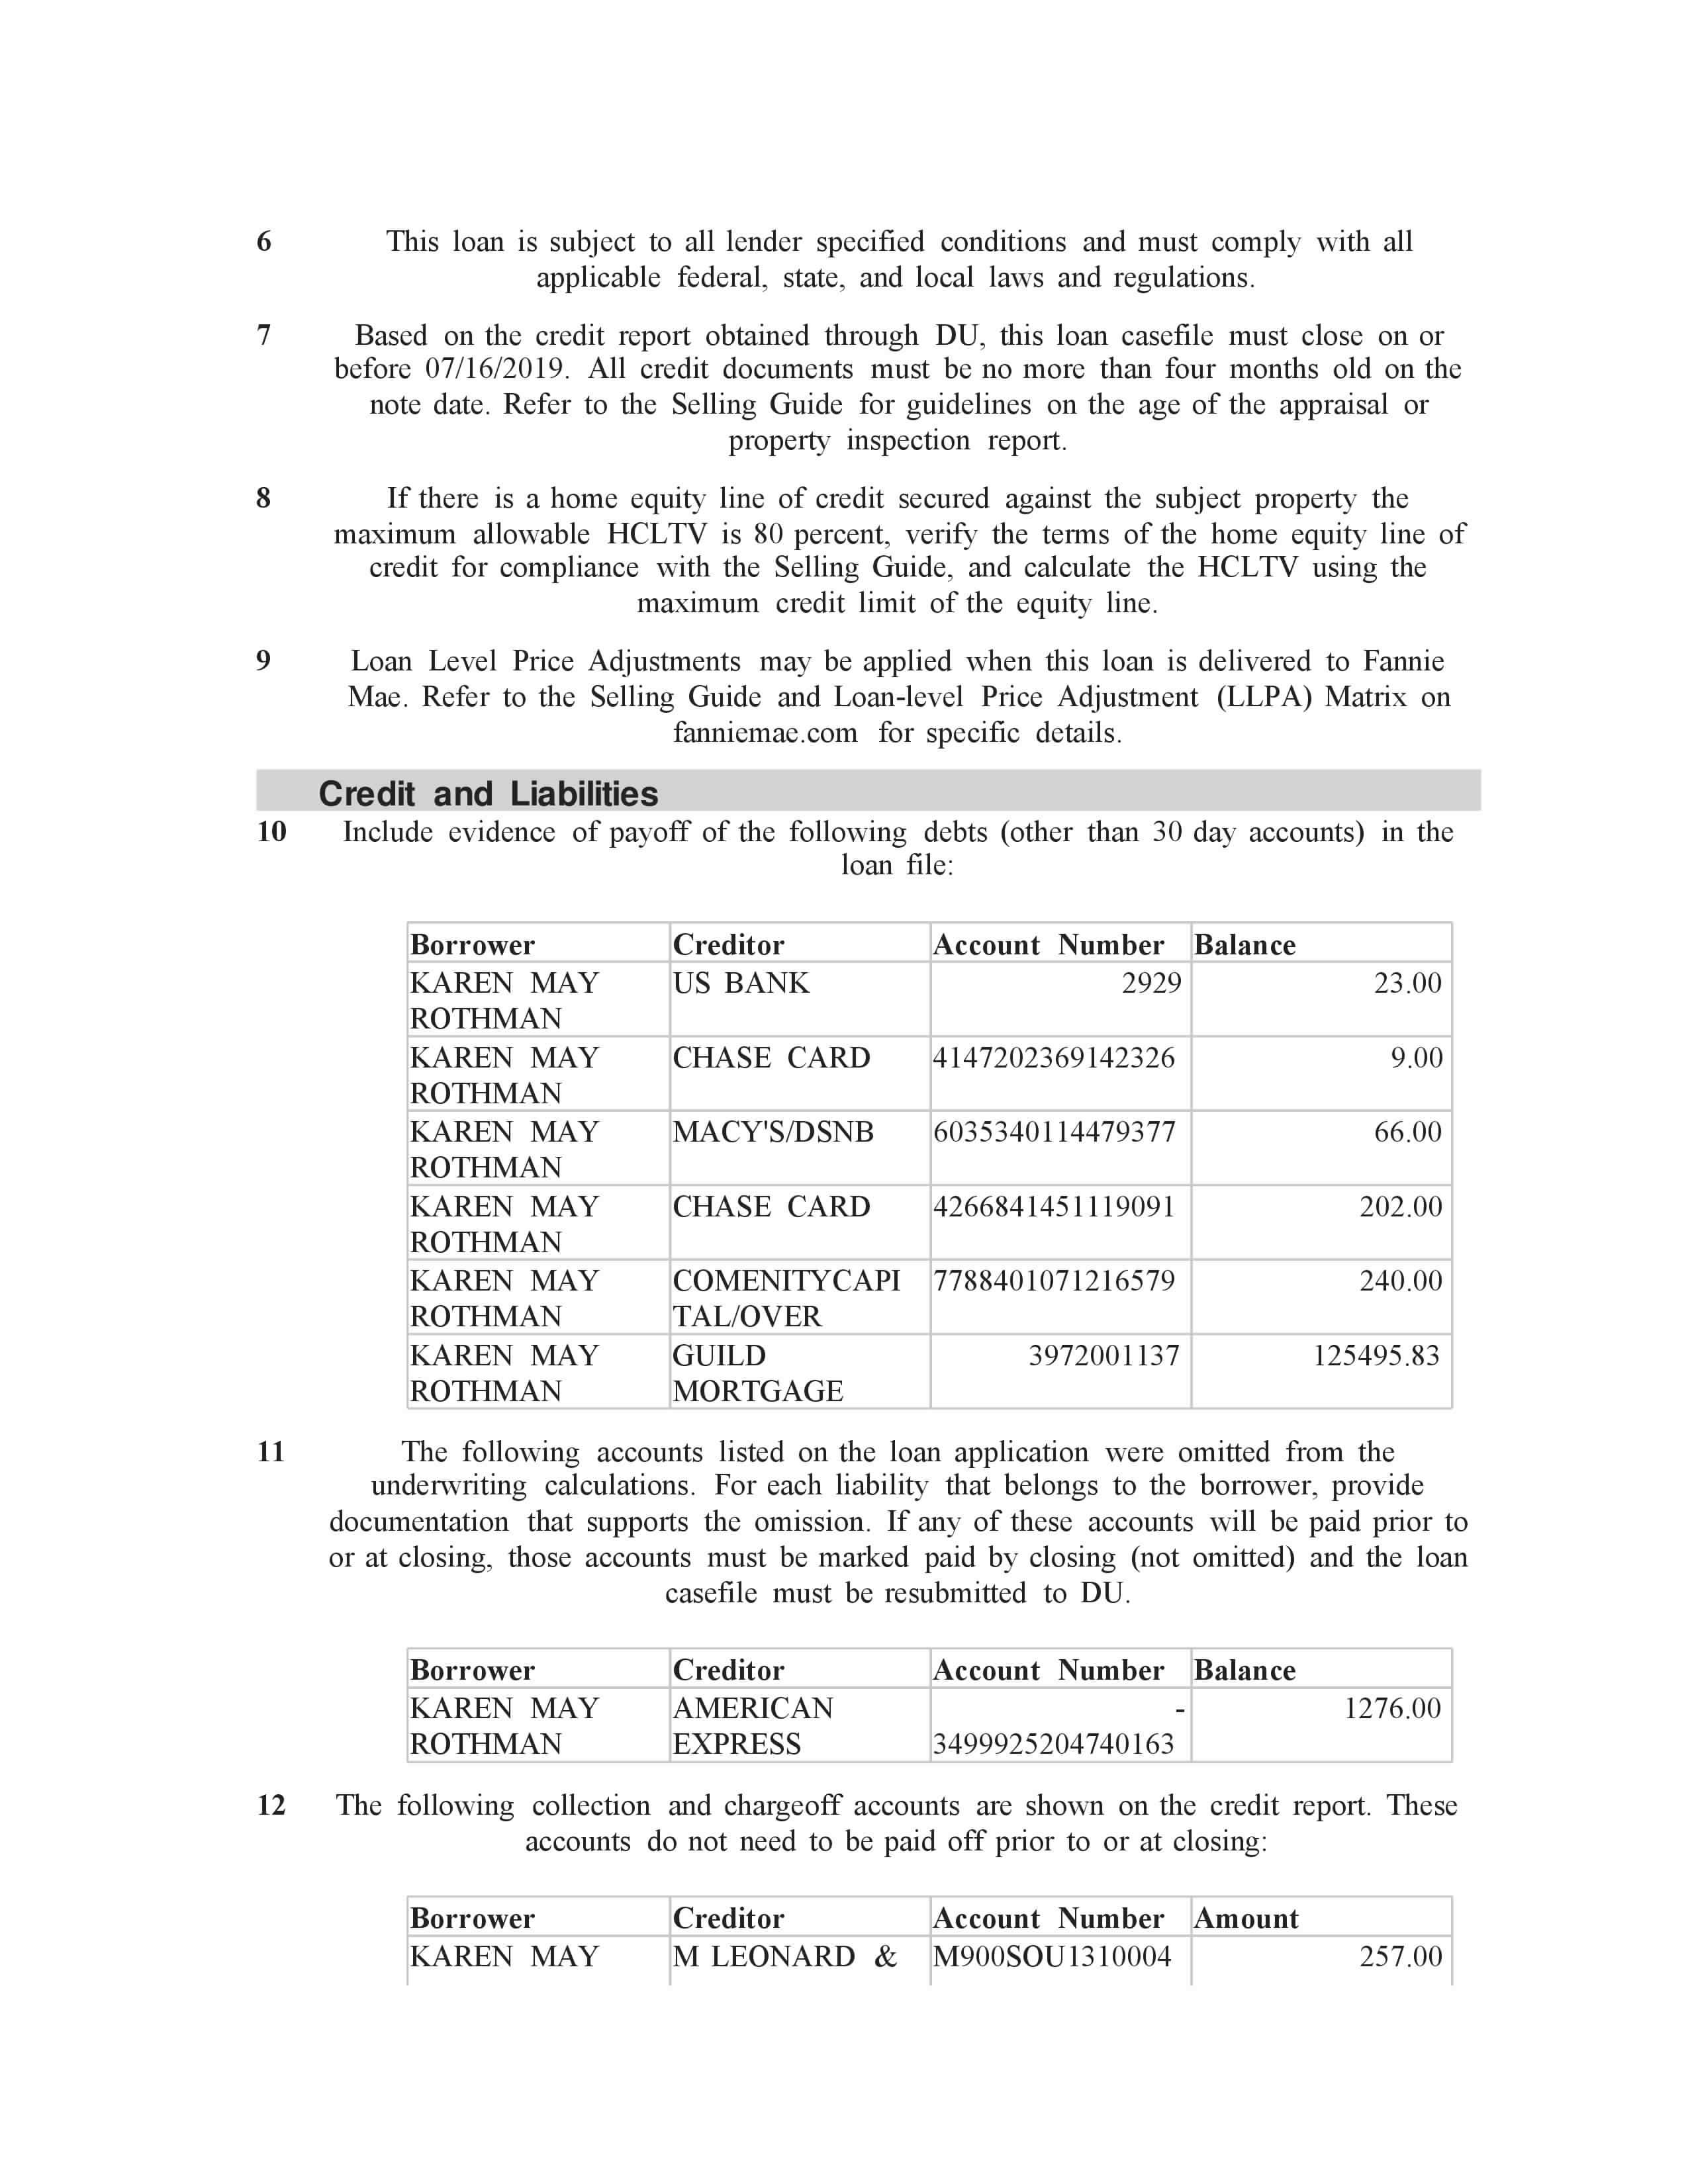 6 This loan is subject to all lender specified conditions and must comply with all
applicable federal, state, and local laws and regulations.
7 Based on the credit report obtained through DU, this loan casefile must close on or
before 07/16/2019. All credit documents must be no more than four months old on the
note date. Refer to the Selling Guide for guidelines on the age of the appraisal or
property inspection report.
8 If there is a home equity line of credit secured against the subject property the
maximum allowable HCLTV is 80 percent, verify the terms of the home equity line of
credit for compliance with the Selling Guide, and calculate the HCLTV using the
maximum credit limit of the equity line.
9 Loan Level Price Adjustments may be applied when this loan is delivered to Fannie
Mae. Refer to the Selling Guide and Loan-level Price Adjustment (LLPA) Matrix on
fanniemae.com for specific details.
Credit and Liabilities
10 Include evidence of payoff of the following debts (other than 30 day accounts) in the
loan file:
Borrower Creditor Account Number Balance
KAREN MAY US BANK 2929 23.00
ROTHMAN
KAREN MAY CHASE CARD 4147202369142326 9.00
ROTHMAN
KAREN MAY MACY'S/DSNB 6035340114479377 66.00
ROTHMAN
KAREN MAY CHASE CARD 4266841451119091 202.00
ROTHMAN
KAREN MAY COMENITYCAPI 7788401071216579 240.00
ROTHMAN TAL/OVER
KAREN MAY GUILD 3972001137 125495.83
ROTHMAN MORTGAGE
11 The following accounts listed on the loan application were omitted from the
underwriting calculations. For each liability that belongs to the borrower, provide
documentation that supports the omission. If any of these accounts will be paid prior to
or at closing, those accounts must be marked paid by closing (not omitted) and the loan
casefile must be resubmitted to DU.
Borrower Creditor Account Number Balance
KAREN MAY AMERICAN - 1276.00
ROTHMAN EXPRESS 3499925204740163
12 The following collection and chargeoff accounts are shown on the credit report. These
accounts do not need to be paid off prior to or at closing:
Borrower Creditor Account Number Amount
KAREN MAY M LEONARD & M900SOU1310004 257.00